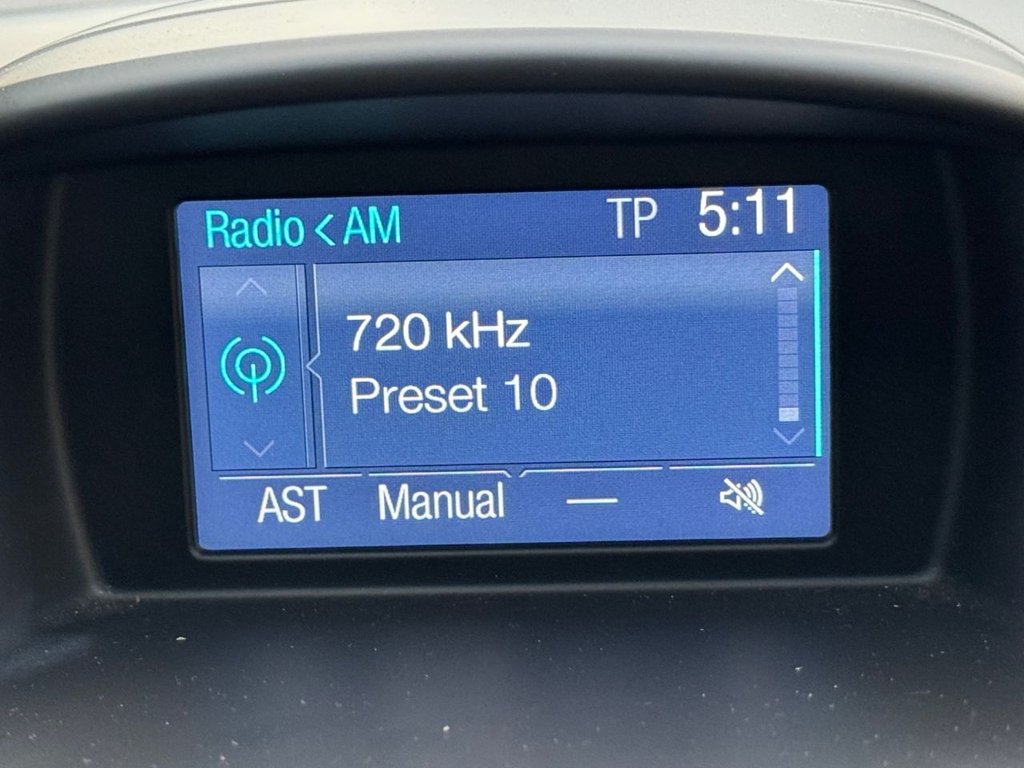 Radio < AM TP 5:11
720 kHz
Preset 10
AST Manual —